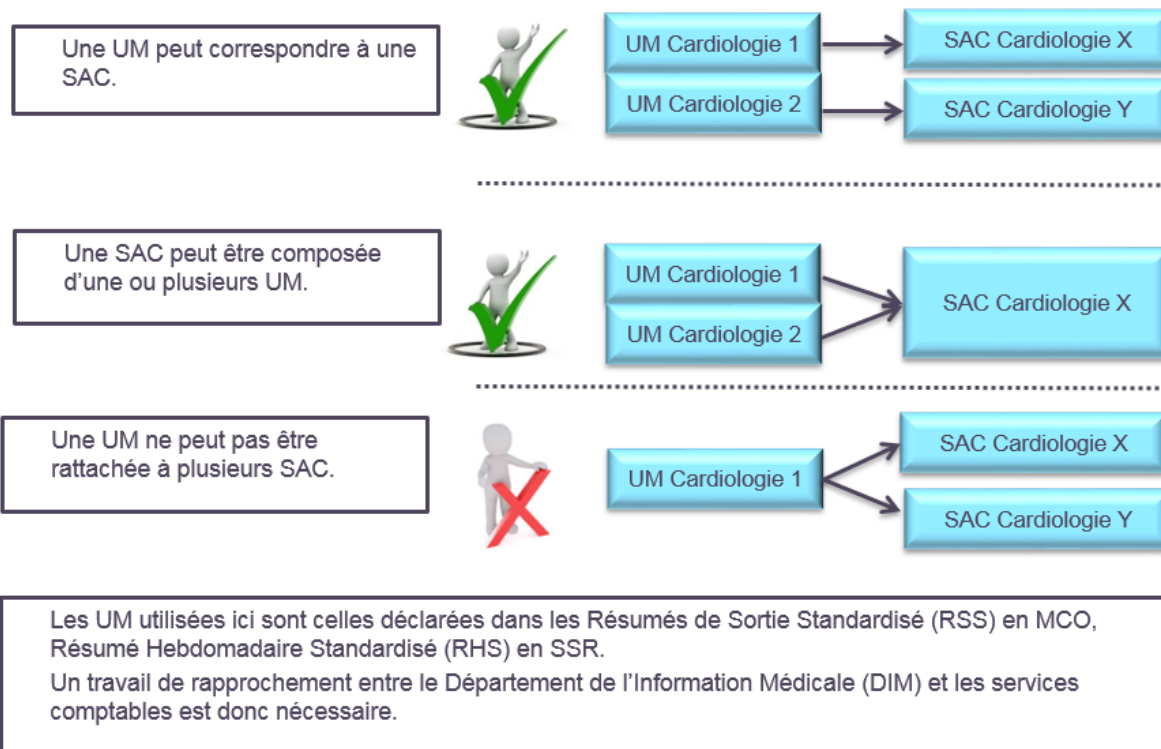 Une UM peut correspondre à une
SAC.
UM Cardiologie 1
SAC Cardiologie X
UM Cardiologie 2
SAC Cardiologie Y
Une SAC peut être composée
d'une ou plusieurs UM.
UM Cardiologie 1
UM Cardiologie 2
SAC Cardiologie X
Une UM ne peut pas être
rattachée à plusieurs SAC.
UM Cardiologie 1
SAC Cardiologie X
SAC Cardiologie Y
Les UM utilisées ici sont celles déclarées dans les Résumés de Sortie Standardisé (RSS) en MCO,
Résumé Hebdomadaire Standardisé (RHS) en SSR.
Un travail de rapprochement entre le Département de l'Information Médicale (DIM) et les services
comptables est donc nécessaire.